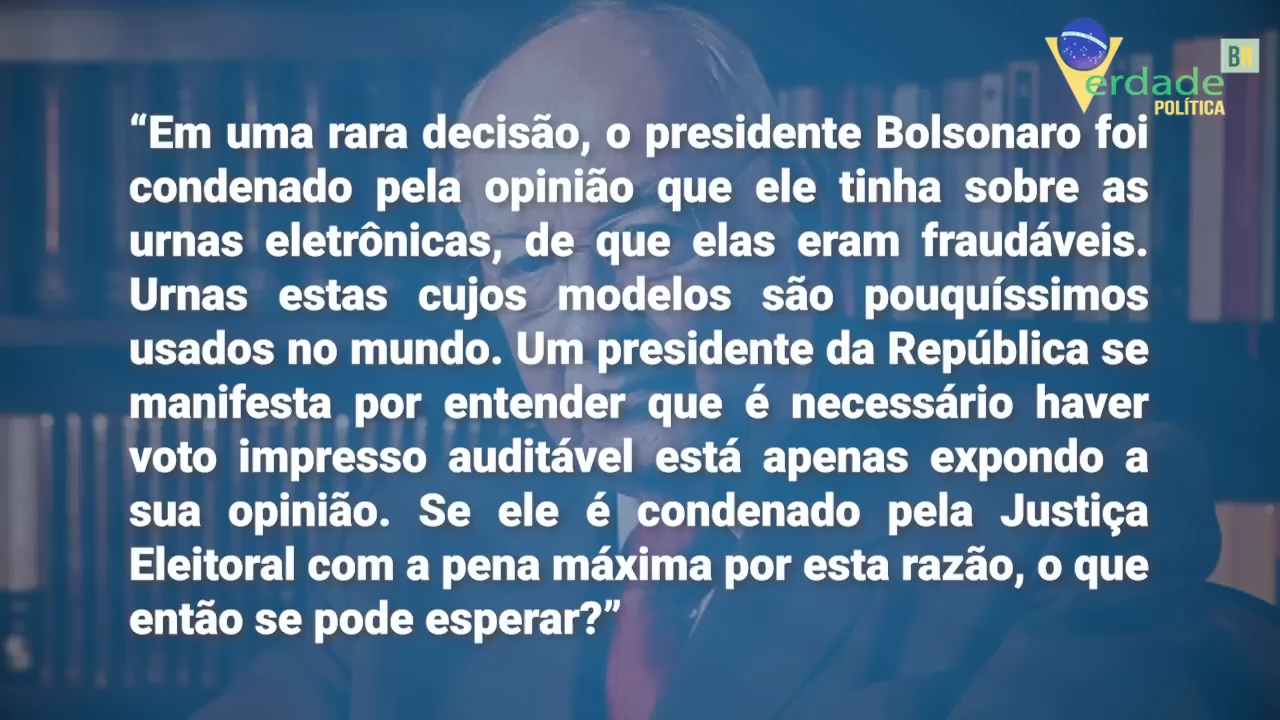 erdade
POLÍTICA
BR
“Em uma rara decisão, o presidente Bolsonaro foi
condenado pela opinião que ele tinha sobre as
urnas eletrônicas, de que elas eram fraudáveis.
Urnas estas cujos modelos são pouquíssimos
usados no mundo. Um presidente da República se
manifesta por entender que é necessário haver
voto impresso auditável está apenas expondo a
sua opinião. Se ele é condenado pela Justiça
Eleitoral com a pena máxima por esta razão, o que
então se pode esperar?”